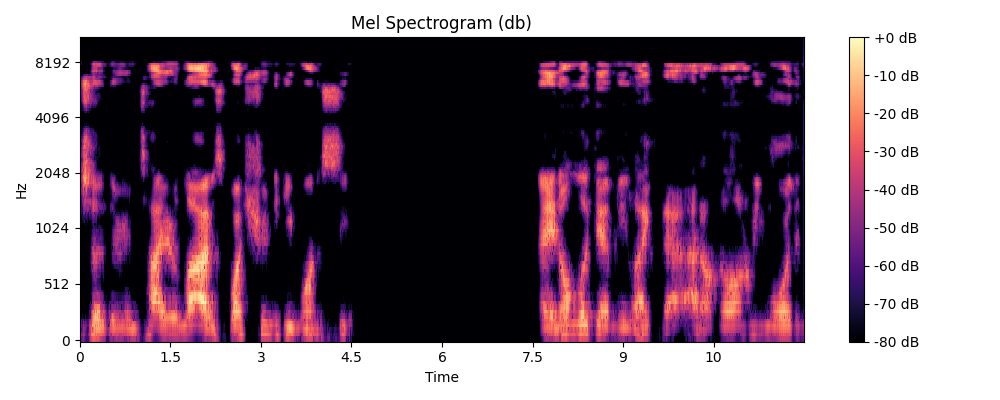 Mel Spectrogram (db)
8192
4096
2048
1024
512
0
Hz
0 1.5 3 4.5 6 7.5 9 10
Time
+0 dB
-10 dB
-20 dB
-30 dB
-40 dB
-50 dB
-60 dB
-70 dB
-80 dB